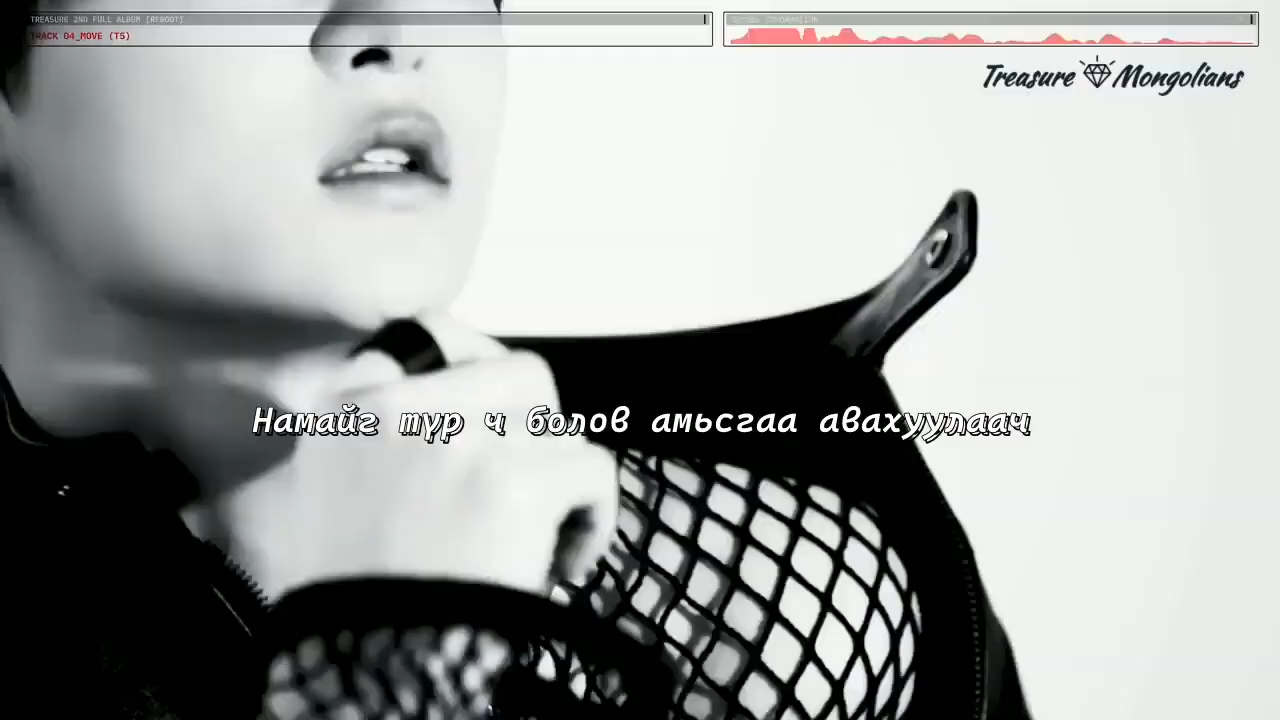 TREASURE 2ND FULL ALBUM [REBOOT]
TRACK 04_MOVE (T5)
Treasure Mongolians
Намайг түр ч болов амьсгаа авахуулаач